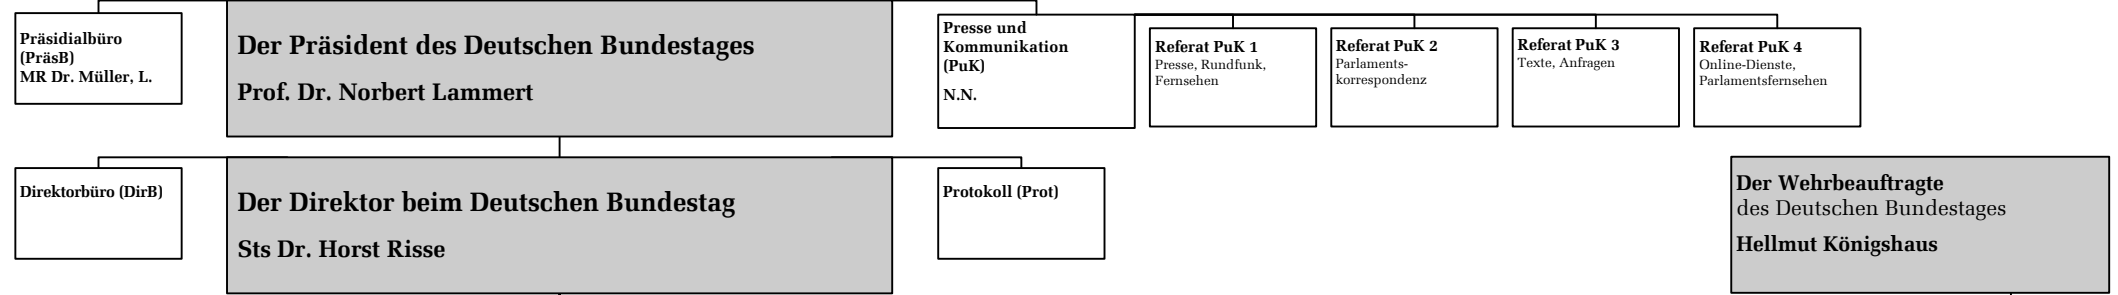 Präsidialbüro
(PräsB)
MR Dr. Müller, L.
Der Präsident des Deutschen Bundestages
Prof. Dr. Norbert Lammert
Presse und
Kommunikation
(PuK)
N.N.
Referat PuK 1
Presse, Rundfunk,
Fernsehen
Referat PuK 2
Parlaments-
korrespondenz
Referat PuK 3
Texte, Anfragen
Referat PuK 4
Online-Dienste,
Parlamentsfernsehen
Direktorbüro (DirB)
Der Direktor beim Deutschen Bundestag
Sts Dr. Horst Risse
Protokoll (Prot)
Der Wehrbeauftragte
des Deutschen Bundestages
Hellmut Königshaus